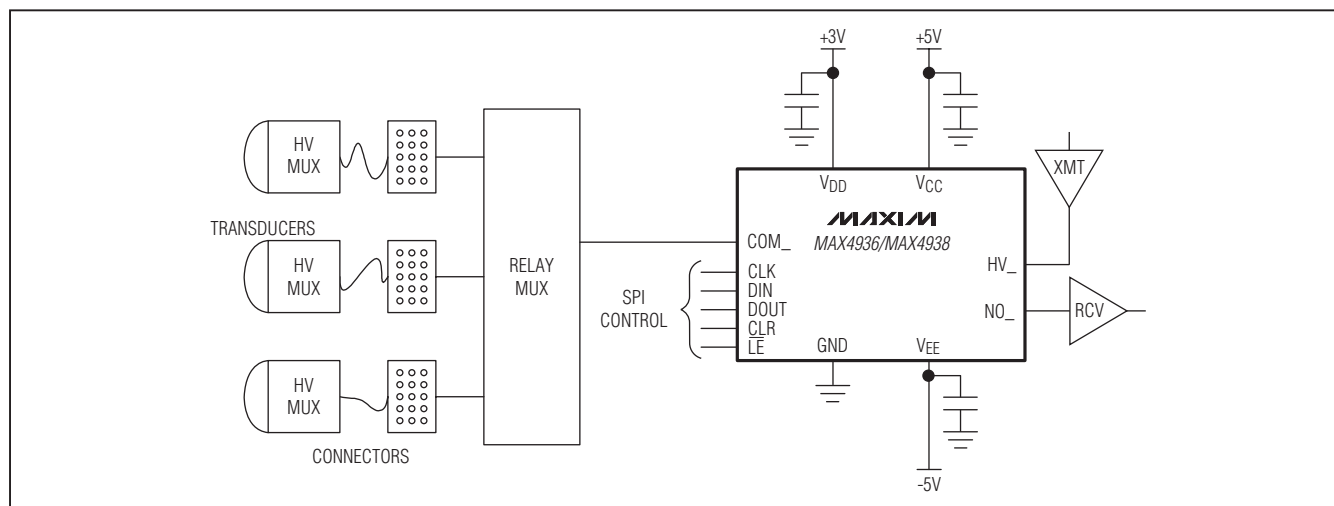 +3V
+5V
HV
MUX
TRANSDUCERS
HV
MUX
HV
MUX
CONNECTORS
RELAY
MUX
SPI
CONTROL
VDD
VCC
MAXIM
MAX4936/MAX4938
COM_
CLK
DIN
DOUT
CLR
LE
GND
VEE
HV_
NO_
XMT
RCV
-5V